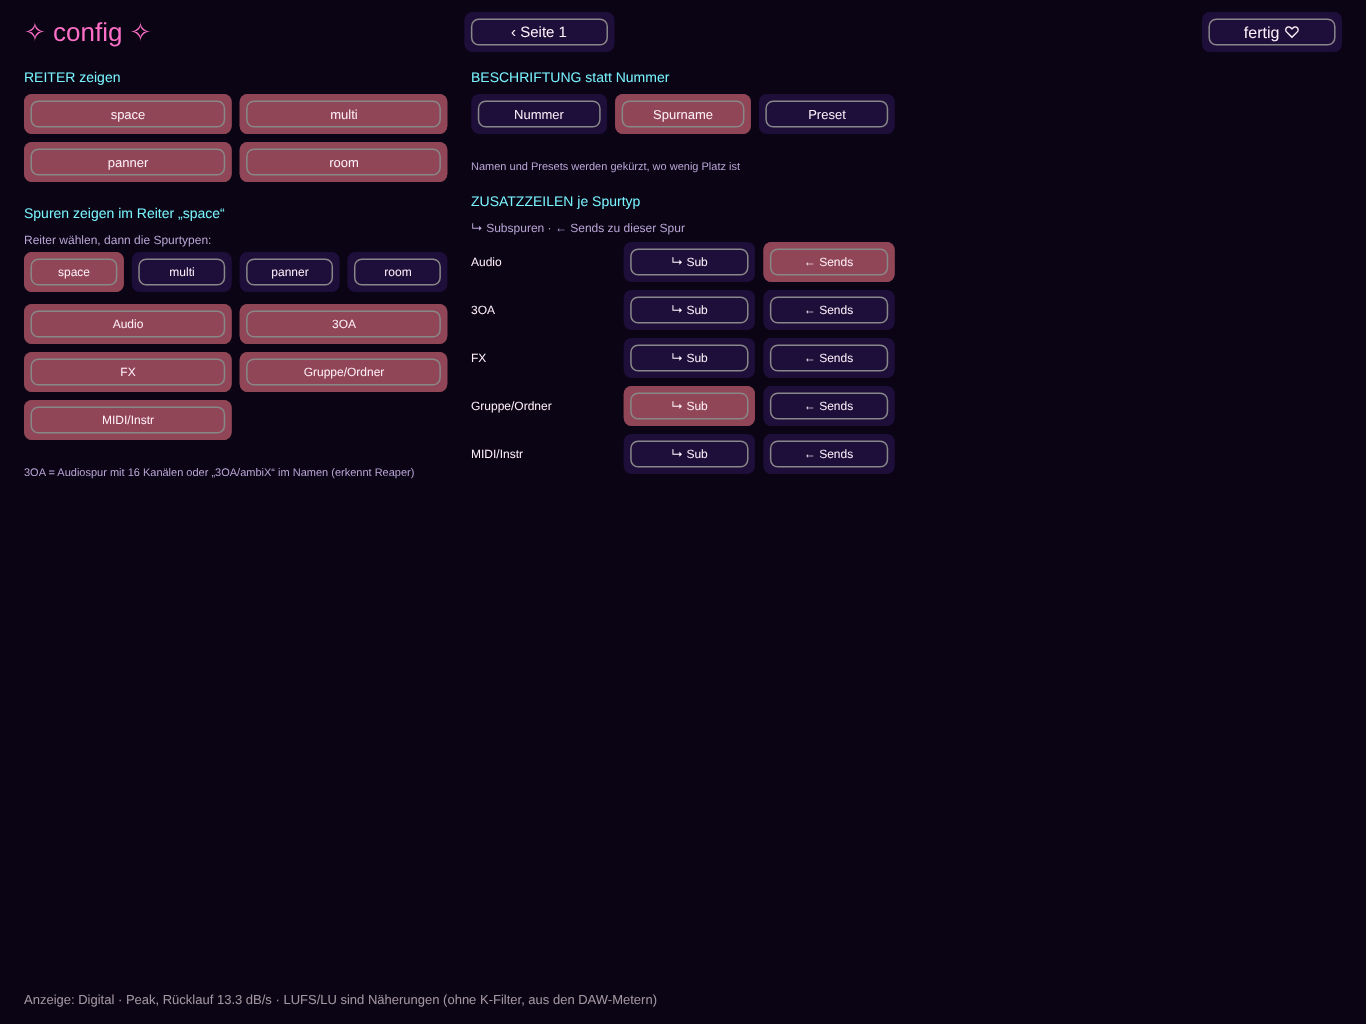 ✧ config ✧
‹ Seite 1
fertig ♡
REITER zeigen
space
multi
panner
room
Spuren zeigen im Reiter „space“
Reiter wählen, dann die Spurtypen:
space
multi
panner
room
Audio
3OA
FX
Gruppe/Ordner
MIDI/Instr
3OA = Audiospur mit 16 Kanälen oder „3OA/ambiX“ im Namen (erkennt Reaper)
BESCHRIFTUNG statt Nummer
Nummer
Spurname
Preset
Namen und Presets werden gekürzt, wo wenig Platz ist
ZUSATZZEILEN je Spurtyp
↳ Subspuren · ← Sends zu dieser Spur
Audio
↳ Sub
← Sends
3OA
↳ Sub
← Sends
FX
↳ Sub
← Sends
Gruppe/Ordner
↳ Sub
← Sends
MIDI/Instr
↳ Sub
← Sends
Anzeige: Digital · Peak, Rücklauf 13.3 dB/s · LUFS/LU sind Näherungen (ohne K-Filter, aus den DAW-Metern)